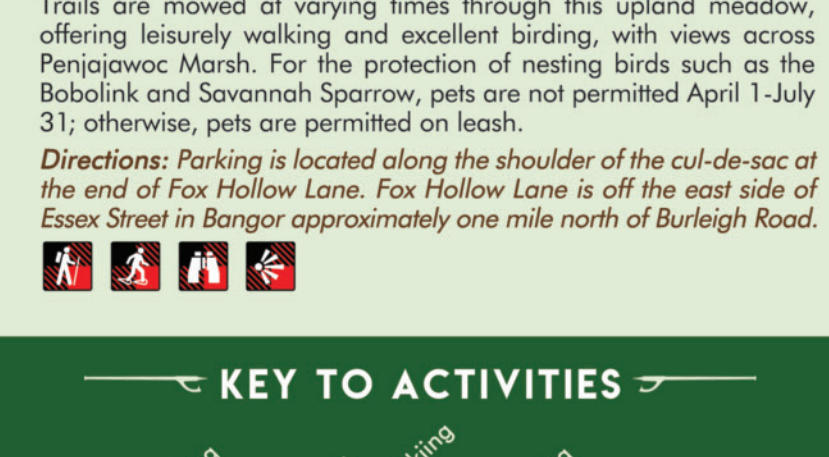 Trails are mowed at varying times through this upland meadow,
offering leisurely walking and excellent birding, with views across
Penjajawoc Marsh. For the protection of nesting birds such as the
Bobolink and Savannah Sparrow, pets are not permitted April 1-July
31; otherwise, pets are permitted on leash.
Directions: Parking is located along the shoulder of the cul-de-sac at
the end of Fox Hollow Lane. Fox Hollow Lane is off the east side of
Essex Street in Bangor approximately one mile north of Burleigh Road.
KEY TO ACTIVITIES